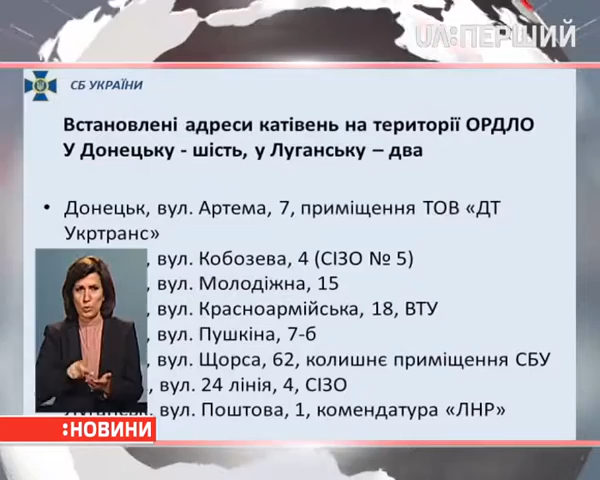 UA:ПЕРШИЙ
СБ УКРАЇНИ
Встановлені адреси катівень на території ОРДЛО
У Донецьку - шість, у Луганську – два
• Донецьк, вул. Артема, 7, приміщення ТОВ «ДТ
Укртранс»
, вул. Кобозева, 4 (СІЗО № 5)
, вул. Молодіжна, 15
, вул. Красноармійська, 18, ВТУ
, вул. Пушкіна, 7-б
, вул. Щорса, 62, колишнє приміщення СБУ
, вул. 24 лінія, 4, СІЗО
Луганськ, вул. Поштова, 1, комендатура «ЛНР»
:НОВИНИ